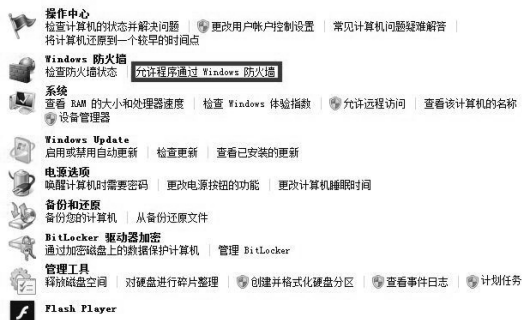 操作中心
检查计算机的状态并解决问题 更改用户帐户控制设置 常见计算机问题疑难解答
将计算机还原到一个较早的时间点
Windows 防火墙
检查防火墙状态 允许程序通过 Windows 防火墙
系统
查看 RAM 的大小和处理器速度 检查 Windows 体验指数 允许远程访问 查看该计算机的名称
设备管理器
Windows Update
启用或禁用自动更新 检查更新 查看已安装的更新
电源选项
唤醒计算机时需要密码 更改电源按钮的功能 更改计算机睡眠时间
备份和还原
备份您的计算机 从备份还原文件
BitLocker 驱动器加密
通过加密磁盘上的数据保护计算机 管理 BitLocker
管理工具
释放磁盘空间 对硬盘进行碎片整理 创建并格式化硬盘分区 查看事件日志 计划任务
Flash Player